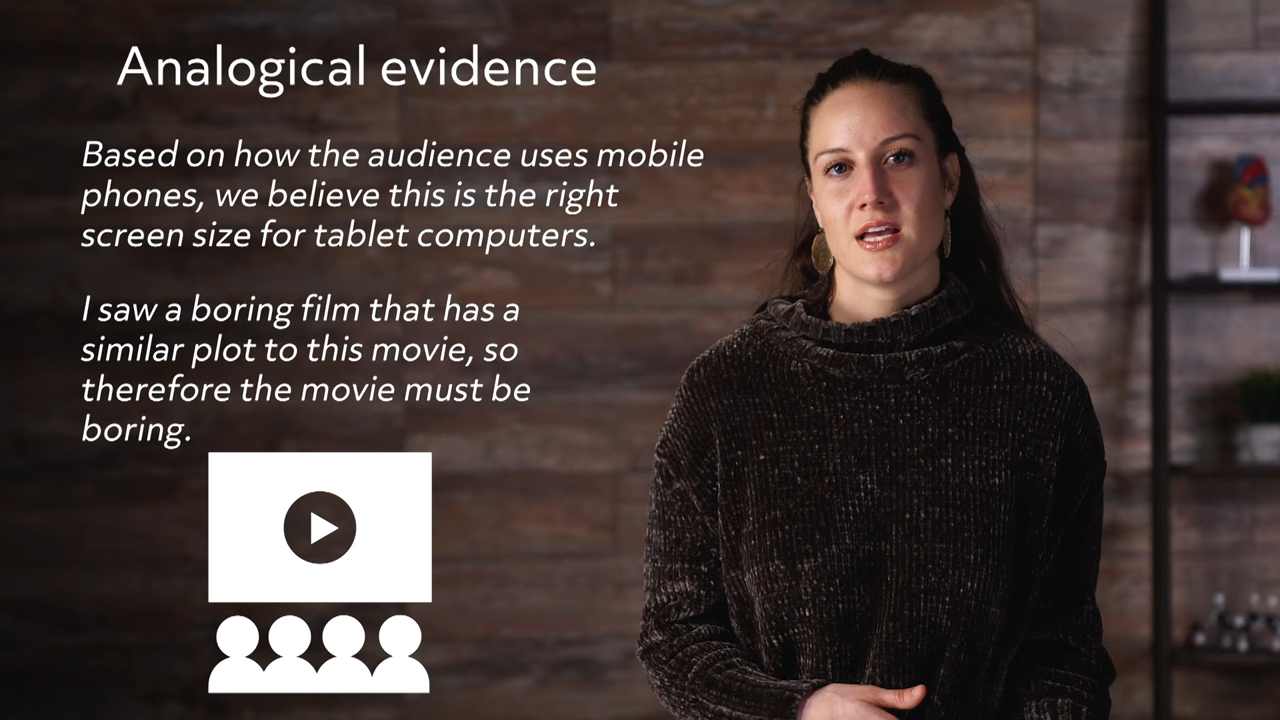 Analogical evidence
Based on how the audience uses mobile
phones, we believe this is the right
screen size for tablet computers.
I saw a boring film that has a
similar plot to this movie, so
therefore the movie must be
boring.